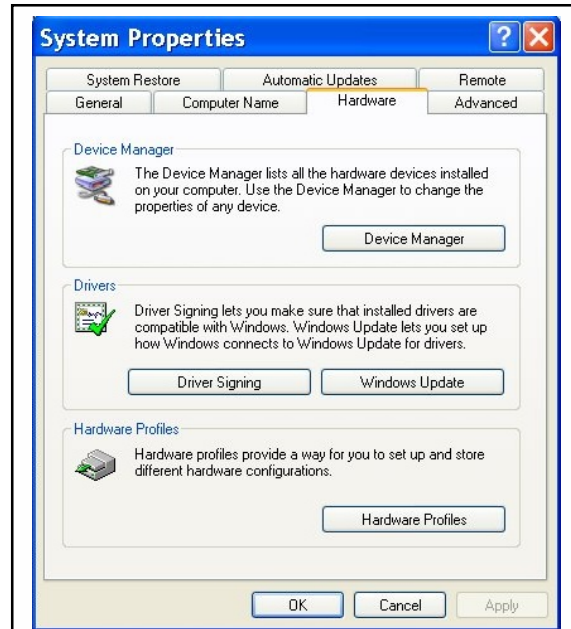 System Properties
System Restore
Automatic Updates
Remote
General
Computer Name
Hardware
Advanced
Device Manager
The Device Manager lists all the hardware devices installed
on your computer. Use the Device Manager to change the
properties of any device.
Device Manager
Drivers
Driver Signing lets you make sure that installed drivers are
compatible with Windows. Windows Update lets you set up
how Windows connects to Windows Update for drivers.
Driver Signing
Windows Update
Hardware Profiles
Hardware profiles provide a way for you to set up and store
different hardware configurations.
Hardware Profiles
OK
Cancel
Apply